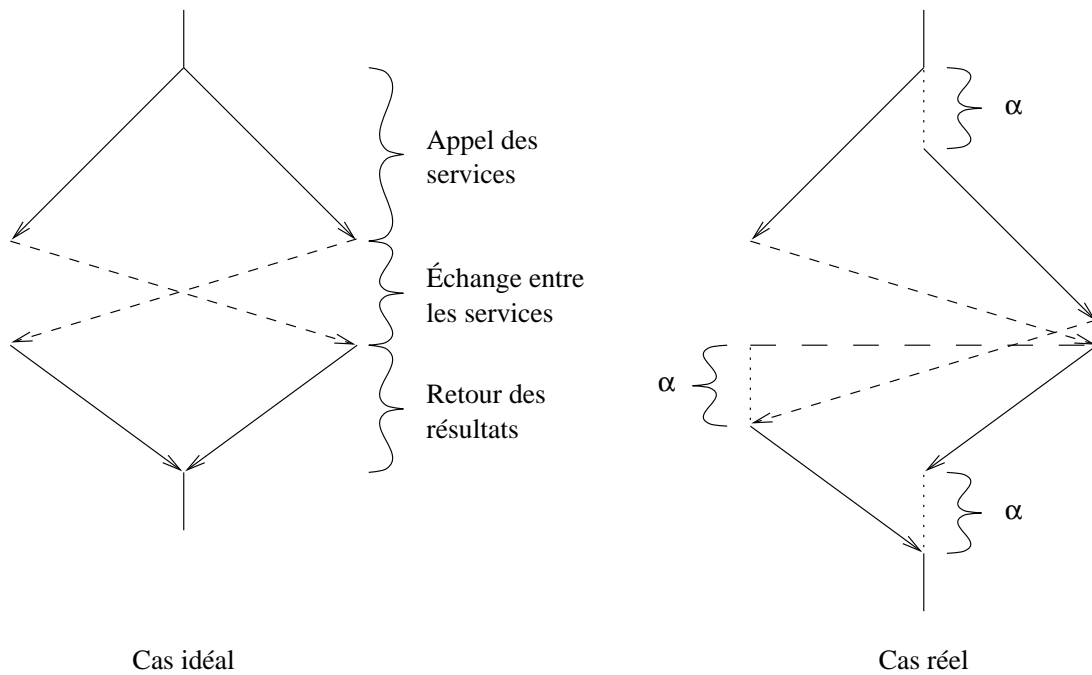 α
Appel des
services
Échange entre
les services
α
Retour des
résultats
α
Cas idéal
Cas réel